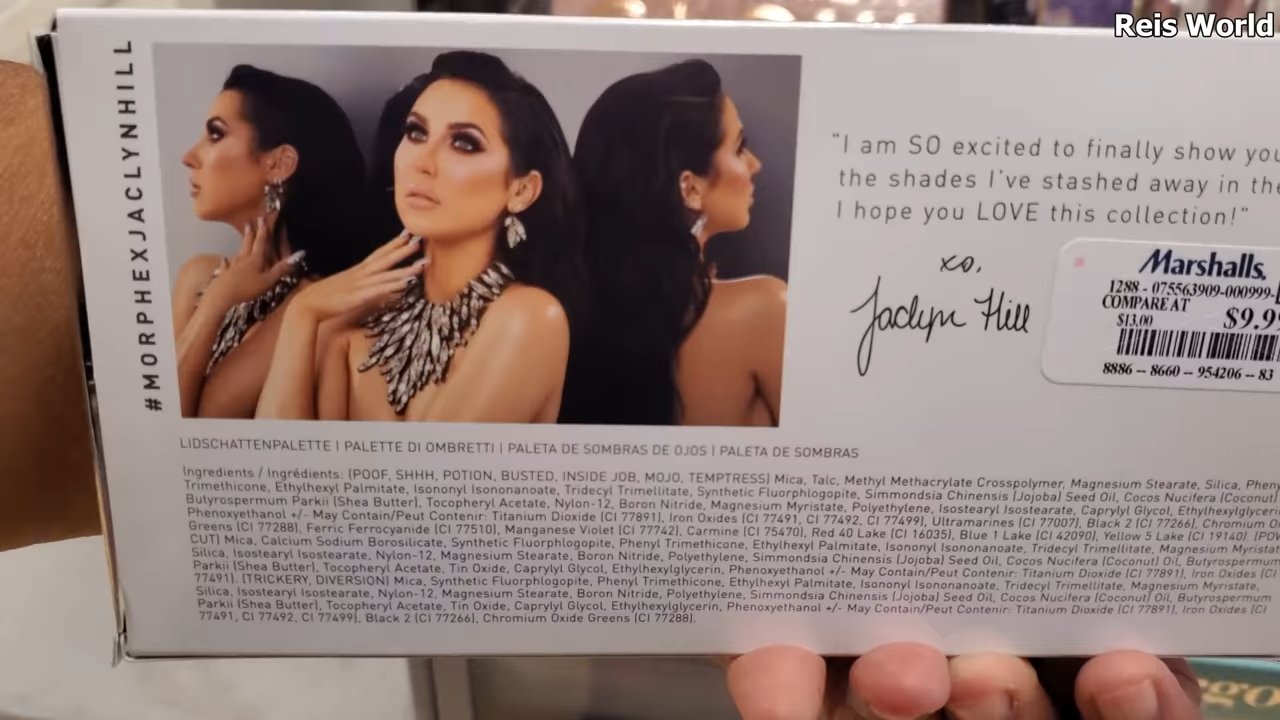 Reis World
#MORPHEXJACLYNHILL
“I am SO excited to finally show you
the shades I've stashed away in the
I hope you LOVE this collection!”
xo,
Jaclyn Hill
Marshalls.
1288 - 075563909-000999-
COMPARE AT
$13.00
$9.9
8886 -- 8660 -- 954206 -- 83
LIDSCHATTENPALETTE | PALETTE DI OMBRETTI | PALETA DE SOMBRAS DE OJOS | PALETA DE SOMBRAS
Ingredients / Ingrédients: (POOF, SHHH, POTION, BUSTED, INSIDE JOB, MOJO, TEMPTRESS) Mica, Talc, Methyl Methacrylate Crosspolymer, Magnesium Stearate, Silica, Pheny
Trimethicone, Ethylhexyl Palmitate, Isononyl Isononanoate, Tridecyl Trimellitate, Synthetic Fluorphlogopite, Simmondsia Chinensis (Jojoba) Seed Oil, Cocos Nucifera (Coconut)
Butyrospermum Parkii (Shea Butter), Tocopheryl Acetate, Nylon-12, Boron Nitride, Magnesium Myristate, Polyethylene, Isostearyl Isostearate, Caprylyl Glycol, Ethylhexylglycerin
Phenoxyethanol +/- May Contain/Peut Contenir: Titanium Dioxide (CI 77891), Iron Oxides (CI 77491, CI 77492, CI 77499), Ultramarines (CI 77007), Black 2 (CI 77266), Chromium O
Greens (CI 77288), Ferric Ferrocyanide (CI 77510), Manganese Violet (CI 77742), Carmine (CI 75470), Red 40 Lake (CI 16035), Blue 1 Lake (CI 42090), Yellow 5 Lake (CI 19140). (POW
CUT) Mica, Calcium Sodium Borosilicate, Synthetic Fluorphlogopite, Phenyl Trimethicone, Ethylhexyl Palmitate, Isononyl Isononanoate, Tridecyl Trimellitate, Magnesium Myristat
Silica, Isostearyl Isostearate, Nylon-12, Magnesium Stearate, Boron Nitride, Polyethylene, Simmondsia Chinensis (Jojoba) Seed Oil, Cocos Nucifera (Coconut) Oil, Butyrospermum
Parkii (Shea Butter), Tocopheryl Acetate, Tin Oxide, Caprylyl Glycol, Ethylhexylglycerin, Phenoxyethanol +/- May Contain/Peut Contenir: Titanium Dioxide (CI 77891), Iron Oxides (CI
77491). (TRICKERY, DIVERSION) Mica, Synthetic Fluorphlogopite, Phenyl Trimethicone, Ethylhexyl Palmitate, Isononyl Isononanoate, Tridecyl Trimellitate, Magnesium Myristate,
Silica, Isostearyl Isostearate, Nylon-12, Magnesium Stearate, Boron Nitride, Polyethylene, Simmondsia Chinensis (Jojoba) Seed Oil, Cocos Nucifera (Coconut) Oil, Butyrospermum
Parkii (Shea Butter), Tocopheryl Acetate, Tin Oxide, Caprylyl Glycol, Ethylhexylglycerin, Phenoxyethanol +/- May Contain/Peut Contenir: Titanium Dioxide (CI 77891), Iron Oxides (CI
77491, CI 77492, CI 77499), Black 2 (CI 77266), Chromium Oxide Greens (CI 77288).
go